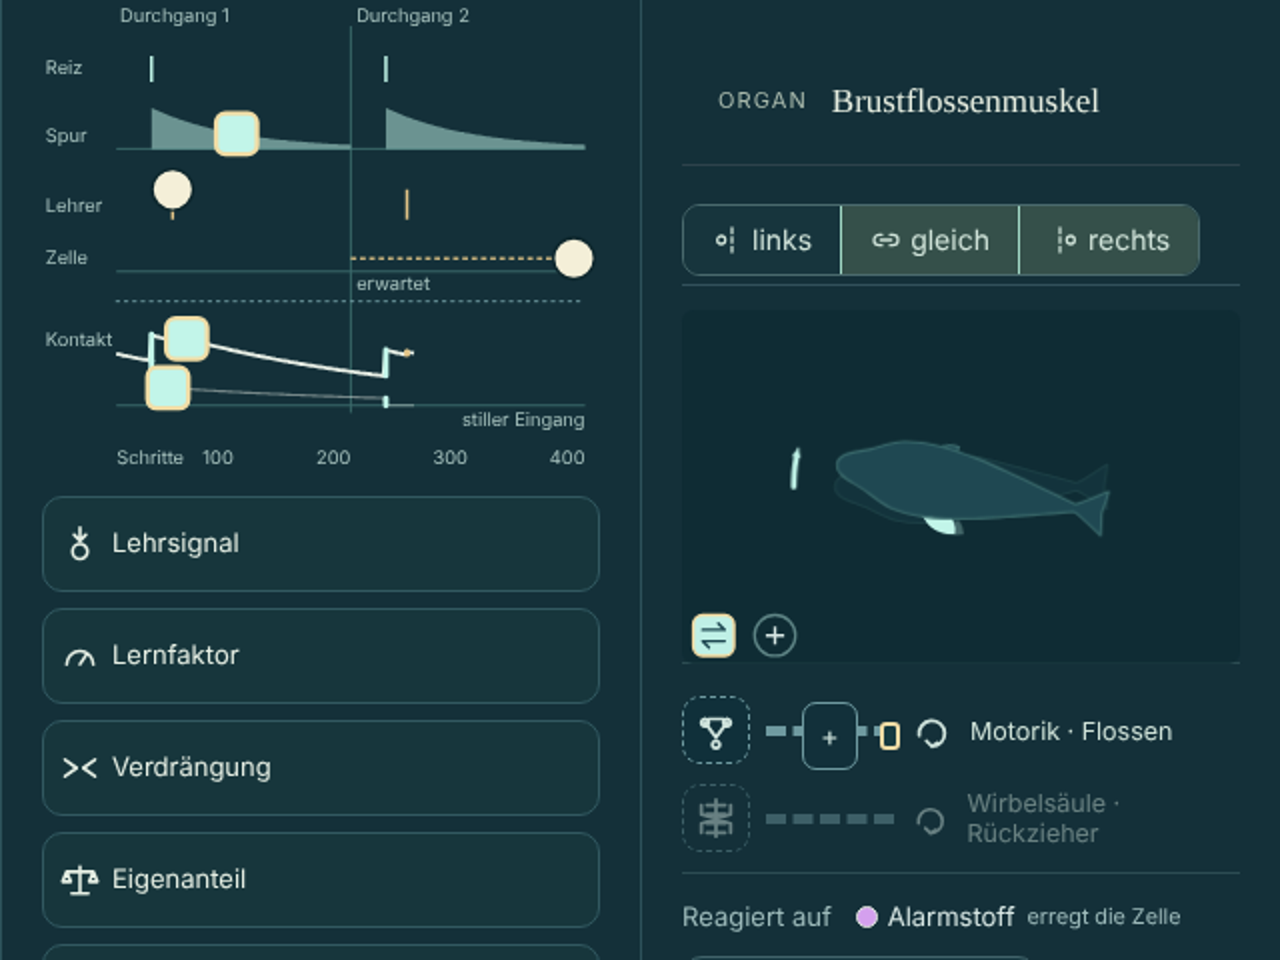 Durchgang 1
Durchgang 2
Reiz
Spur
Lehrer
Zelle
erwartet
Kontakt
stiller Eingang
Schritte 100 200 300 400
Lehrsignal
Lernfaktor
Verdrängung
Eigenanteil
ORGAN Brustflossenmuskel
links gleich rechts
Motorik · Flossen
Wirbelsäule ·
Rückzieher
Reagiert auf Alarmstoff erregt die Zelle